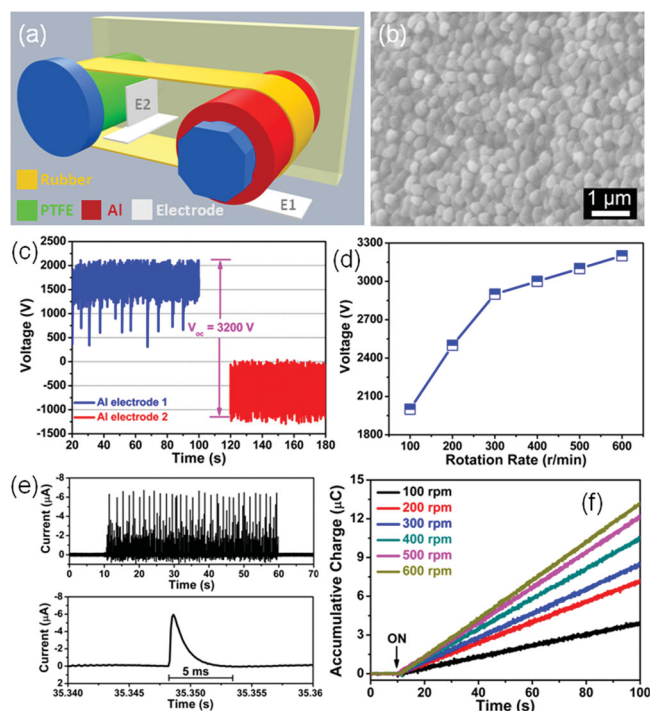 (a)
E2
E1
Rubber
PTFE Al Electrode
(b)
1 μm
(c)
2500
2000
1500
1000
500
0
-500
-1000
-1500
Voltage (V)
V_oc = 3200 V
Al electrode 1
Al electrode 2
20 40 60 80 100 120 140 160 180
Time (s)
(d)
3300
3000
2700
2400
2100
1800
Voltage (V)
100 200 300 400 500 600
Rotation Rate (r/min)
(e)
-8
-6
-4
-2
0
Current (μA)
0 10 20 30 40 50 60 70
Time (s)
-8
-6
-4
-2
0
2
Current (μA)
5 ms
35.340 35.345 35.350 35.355 35.36
Time (s)
(f)
15
12
9
6
3
0
Accumulative Charge (μC)
100 rpm
200 rpm
300 rpm
400 rpm
500 rpm
600 rpm
ON
0 20 40 60 80 100
Time (s)